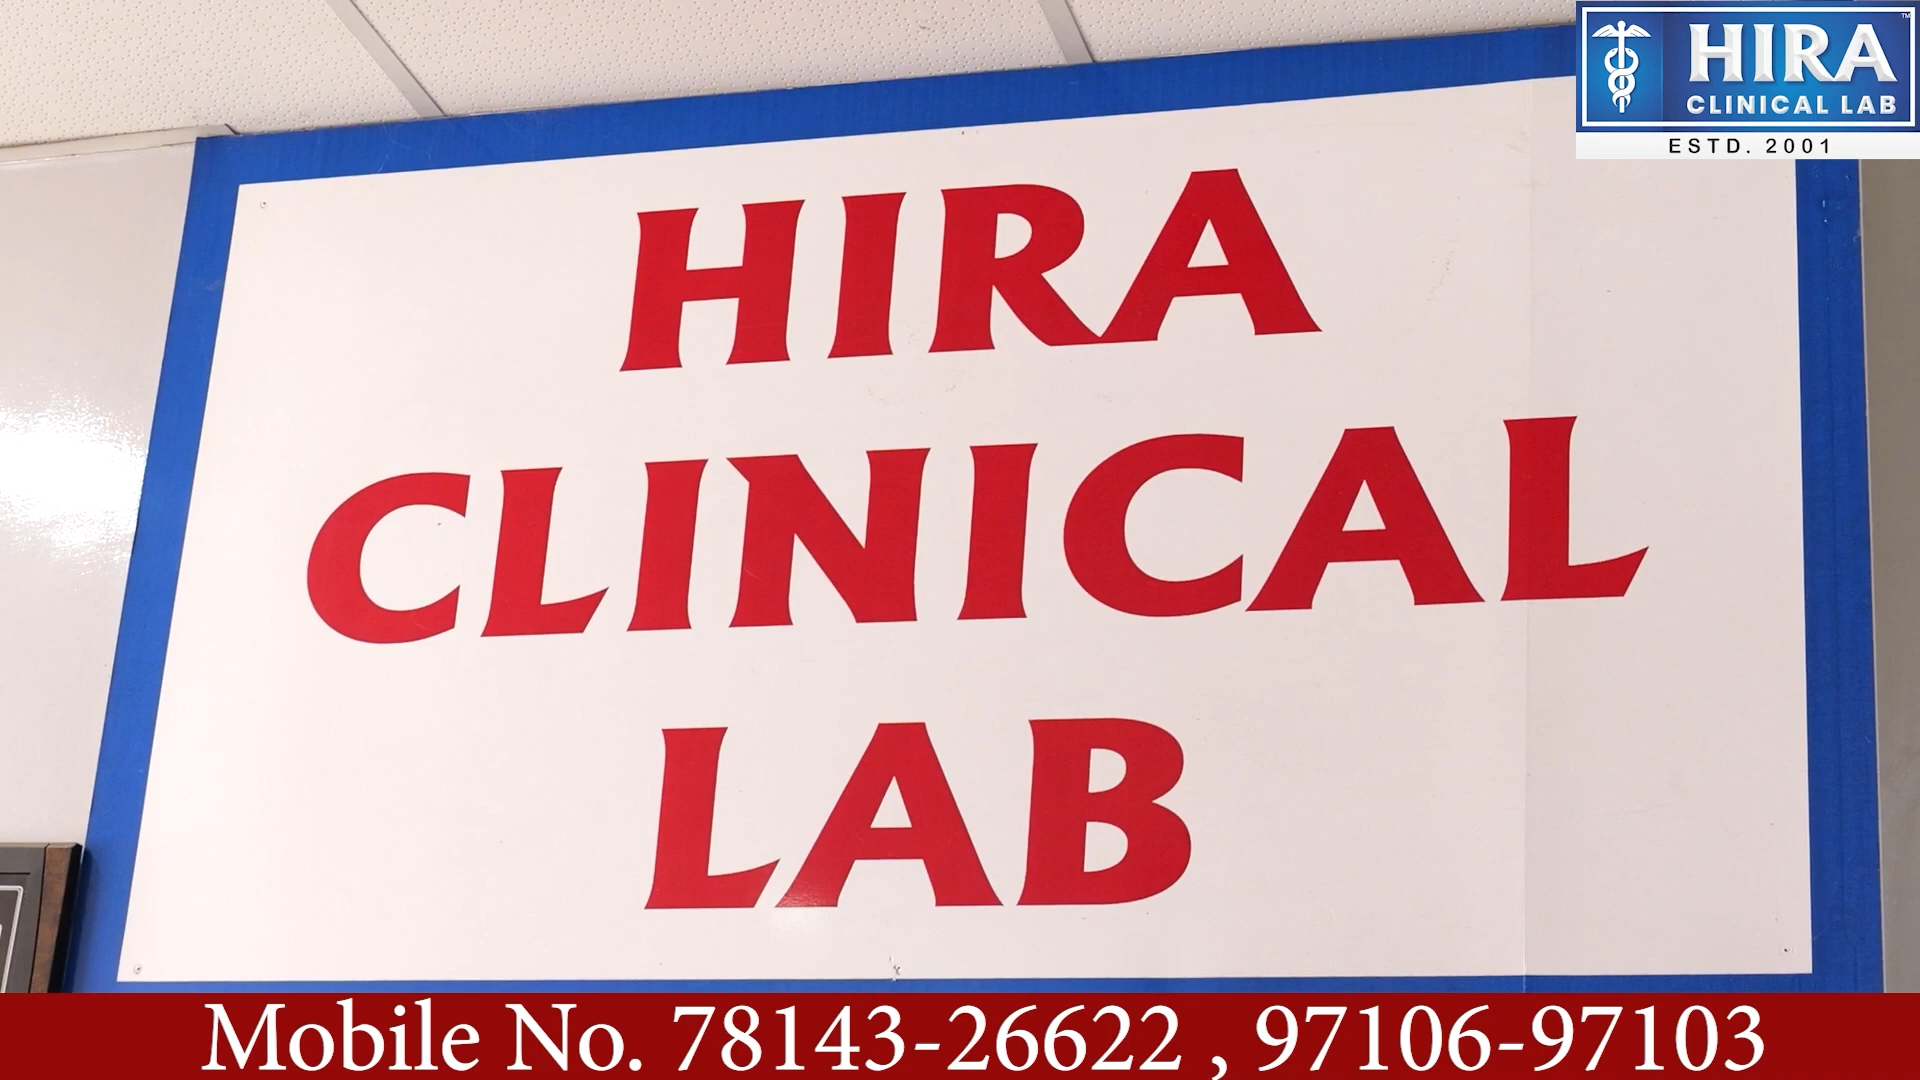 HIRA
CLINICAL LAB
ESTD. 2001
HIRA
CLINICAL
LAB
Mobile No. 78143-26622 , 97106-97103